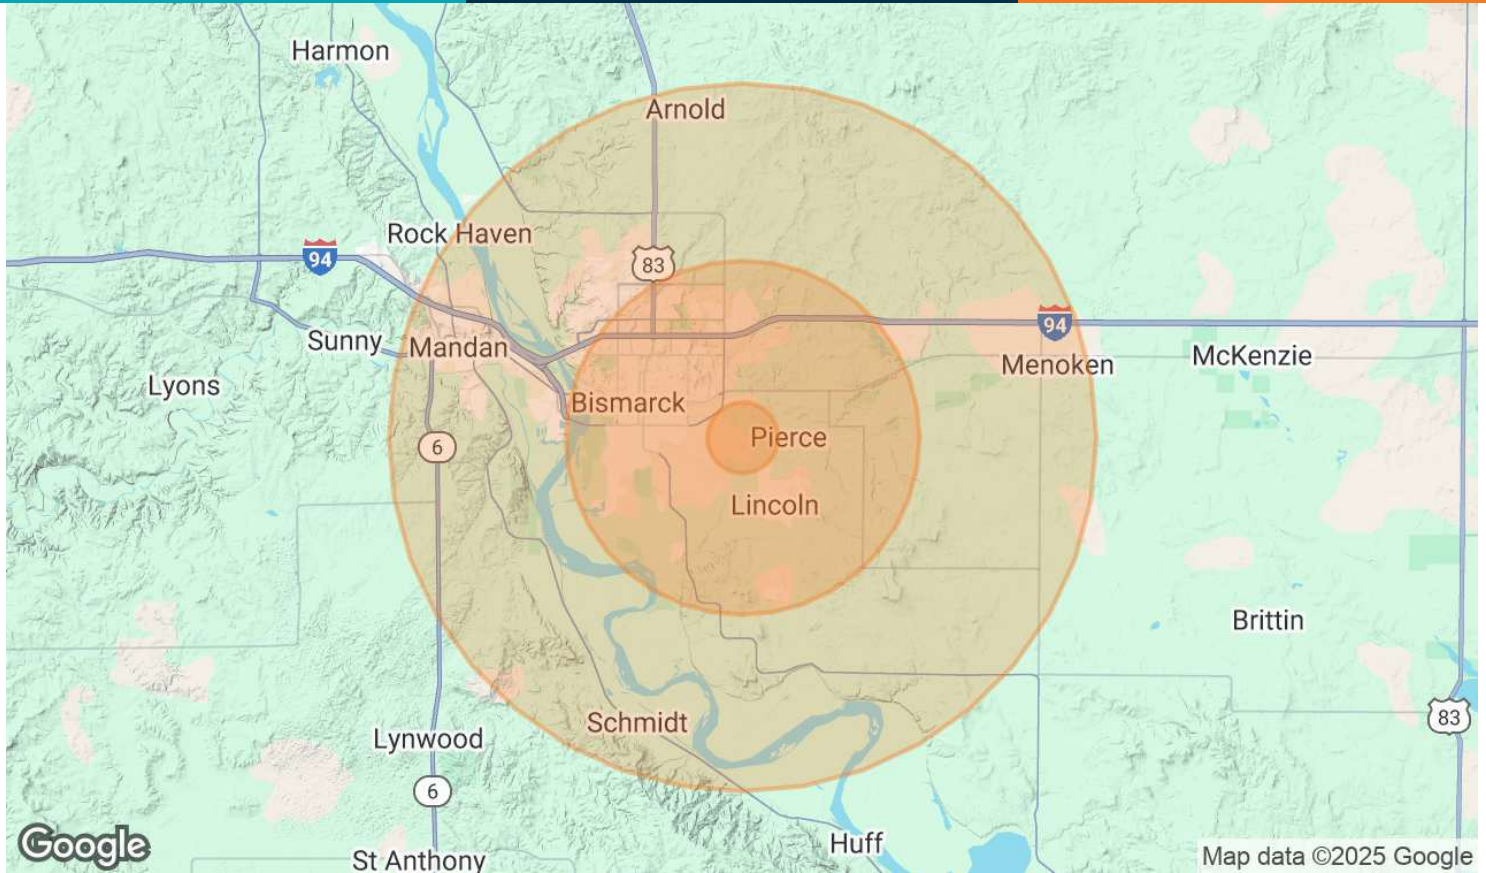 Harmon
Arnold
Rock Haven
83
94
94
Sunny
Mandan
Menoken
McKenzie
Lyons
Bismarck
6
Pierce
Lincoln
Brittin
83
Schmidt
Lynwood
6
Huff
St Anthony
Google
Map data ©2025 Google